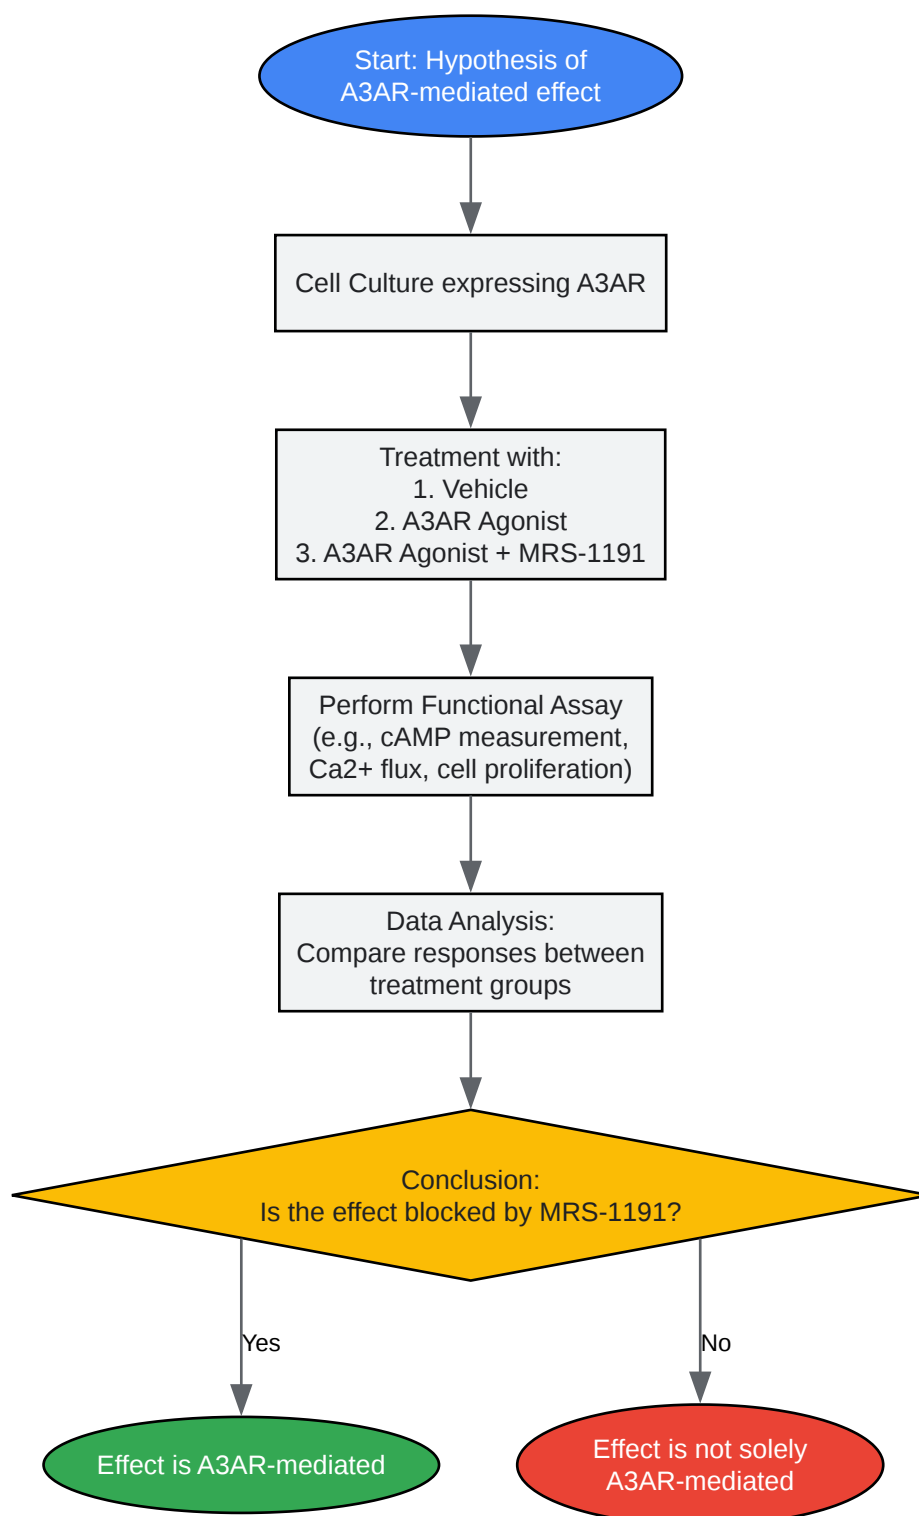 Start: Hypothesis of
A3AR-mediated effect
Cell Culture expressing A3AR
Treatment with:
1. Vehicle
2. A3AR Agonist
3. A3AR Agonist + MRS-1191
Perform Functional Assay
(e.g., cAMP measurement,
Ca2+ flux, cell proliferation)
Data Analysis:
Compare responses between
treatment groups
Conclusion:
Is the effect blocked by MRS-1191?
Yes
No
Effect is A3AR-mediated
Effect is not solely
A3AR-mediated